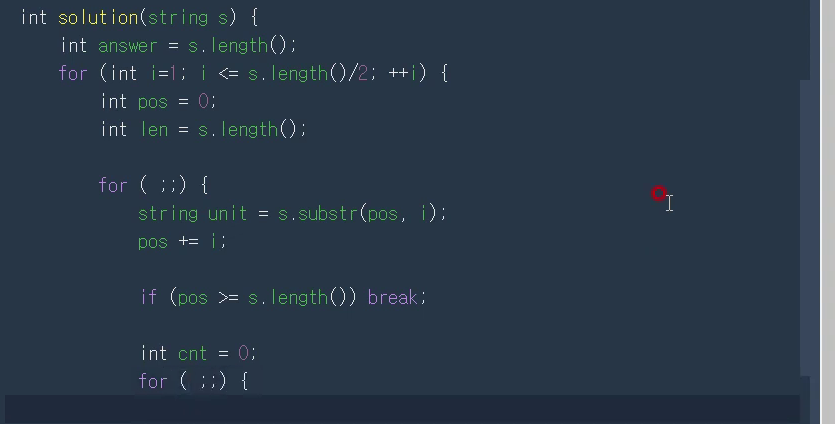 int solution(string s) {
int answer = s.length();
for (int i=1; i <= s.length()/2; ++i) {
int pos = 0;
int len = s.length();
for ( ;;) {
string unit = s.substr(pos, i);
pos += i;
if (pos >= s.length()) break;
int cnt = 0;
for ( ;;) {